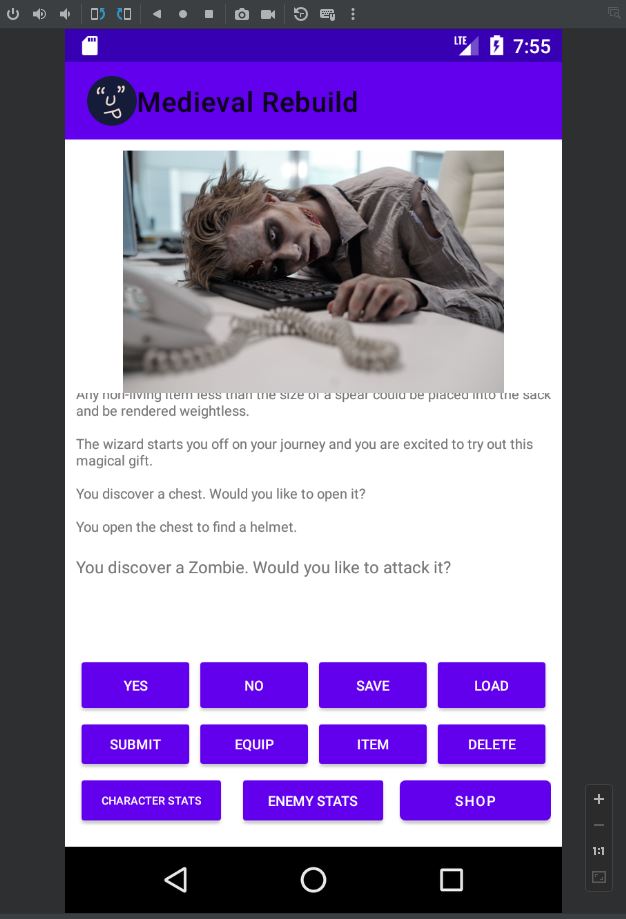 LTE 7:55
Medieval Rebuild
Any non-living item less than the size of a spear could be placed into the sack
and be rendered weightless.
The wizard starts you off on your journey and you are excited to try out this
magical gift.
You discover a chest. Would you like to open it?
You open the chest to find a helmet.
You discover a Zombie. Would you like to attack it?
YES NO SAVE LOAD
SUBMIT EQUIP ITEM DELETE
CHARACTER STATS ENEMY STATS SHOP
1:1